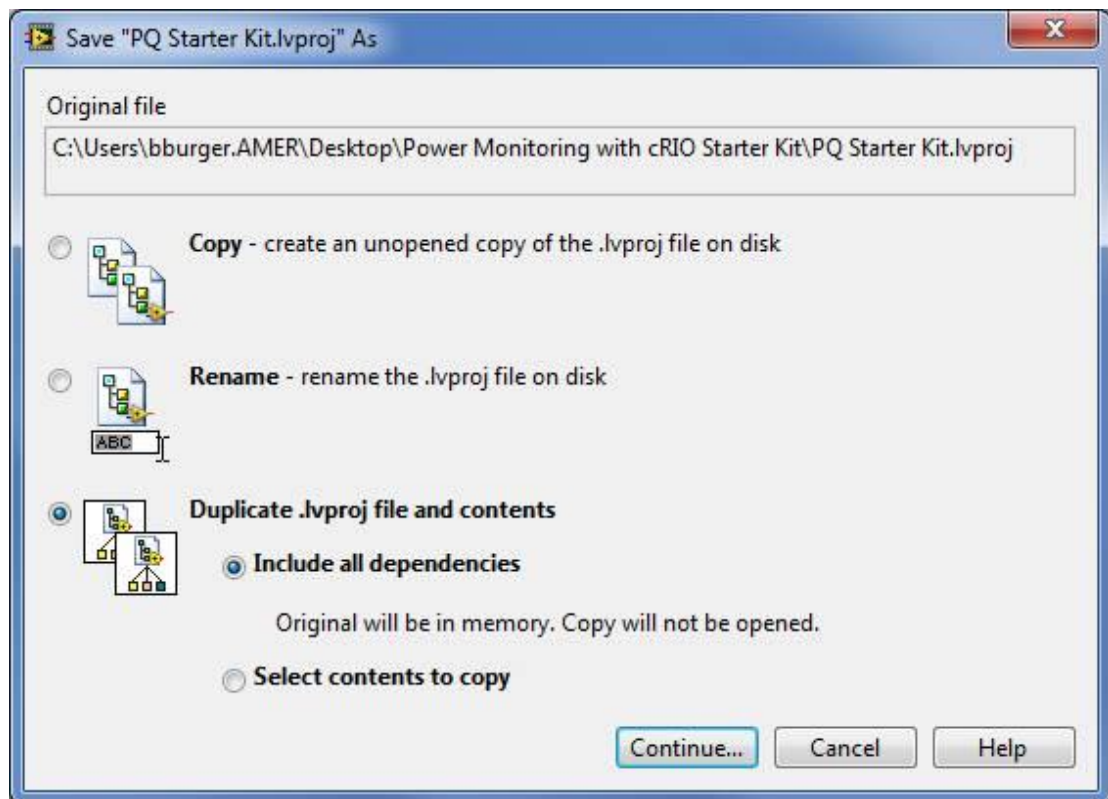 Save "PQ Starter Kit.lvproj" As
Original file
C:\Users\bburger.AMER\Desktop\Power Monitoring with cRIO Starter Kit\PQ Starter Kit.lvproj
Copy - create an unopened copy of the .lvproj file on disk
Rename - rename the .lvproj file on disk
ABC
Duplicate .lvproj file and contents
Include all dependencies
Original will be in memory. Copy will not be opened.
Select contents to copy
Continue... Cancel Help